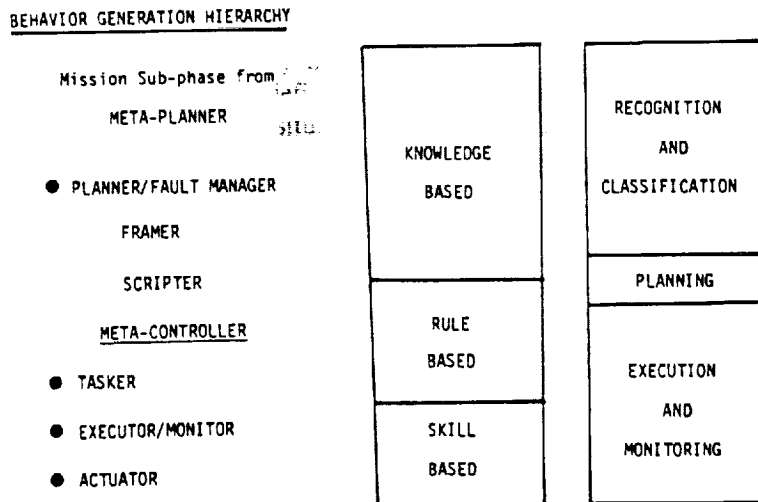 BEHAVIOR GENERATION HIERARCHY
Mission Sub-phase from
META-PLANNER
● PLANNER/FAULT MANAGER
FRAMER
SCRIPTER
META-CONTROLLER
● TASKER
● EXECUTOR/MONITOR
● ACTUATOR
KNOWLEDGE
BASED
RULE
BASED
SKILL
BASED
RECOGNITION
AND
CLASSIFICATION
PLANNING
EXECUTION
AND
MONITORING